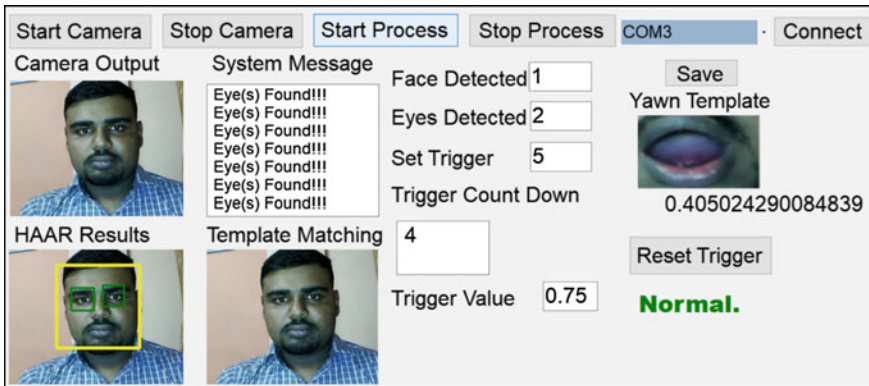 Start Camera Stop Camera Start Process Stop Process COM3 Connect
Camera Output
System Message
Eye(s) Found!!!
Eye(s) Found!!!
Eye(s) Found!!!
Eye(s) Found!!!
Eye(s) Found!!!
Eye(s) Found!!!
Eye(s) Found!!!
Face Detected 1
Eyes Detected 2
Set Trigger 5
Trigger Count Down
4
Trigger Value 0.75
Save
Yawn Template
0.405024290084839
Reset Trigger
Normal.
HAAR Results
Template Matching